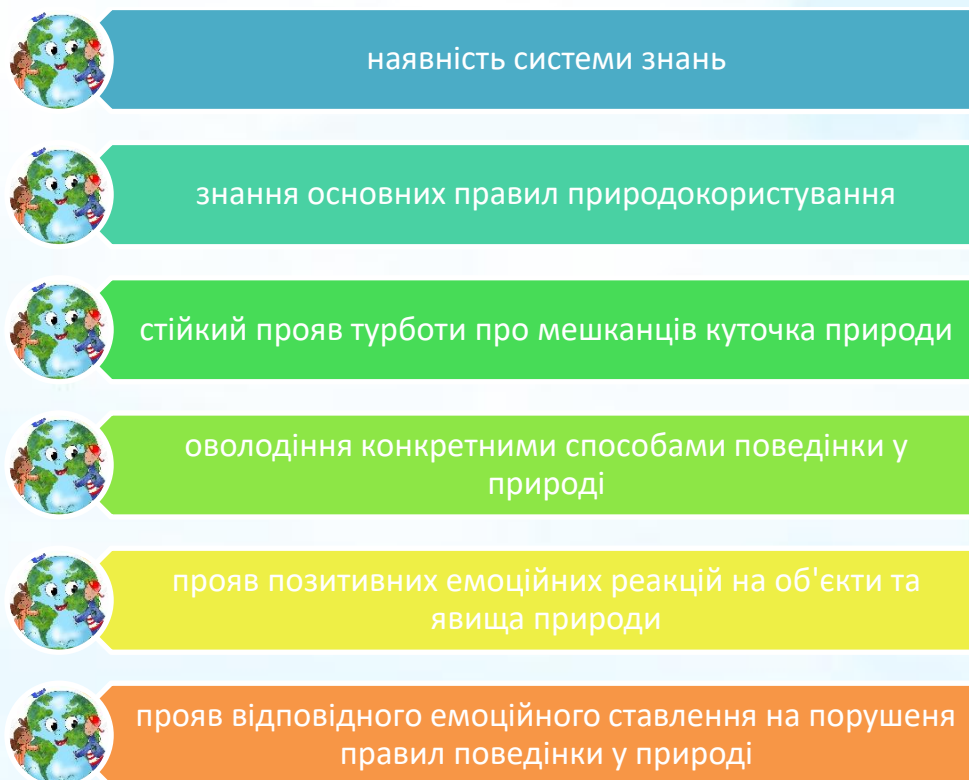 наявність системи знань
знання основних правил природокористування
стійкий прояв турботи про мешканців куточка природи
оволодіння конкретними способами поведінки у
природі
прояв позитивних емоційних реакцій на об'єкти та
явища природи
прояв відповідного емоційного ставлення на порушеня
правил поведінки у природі